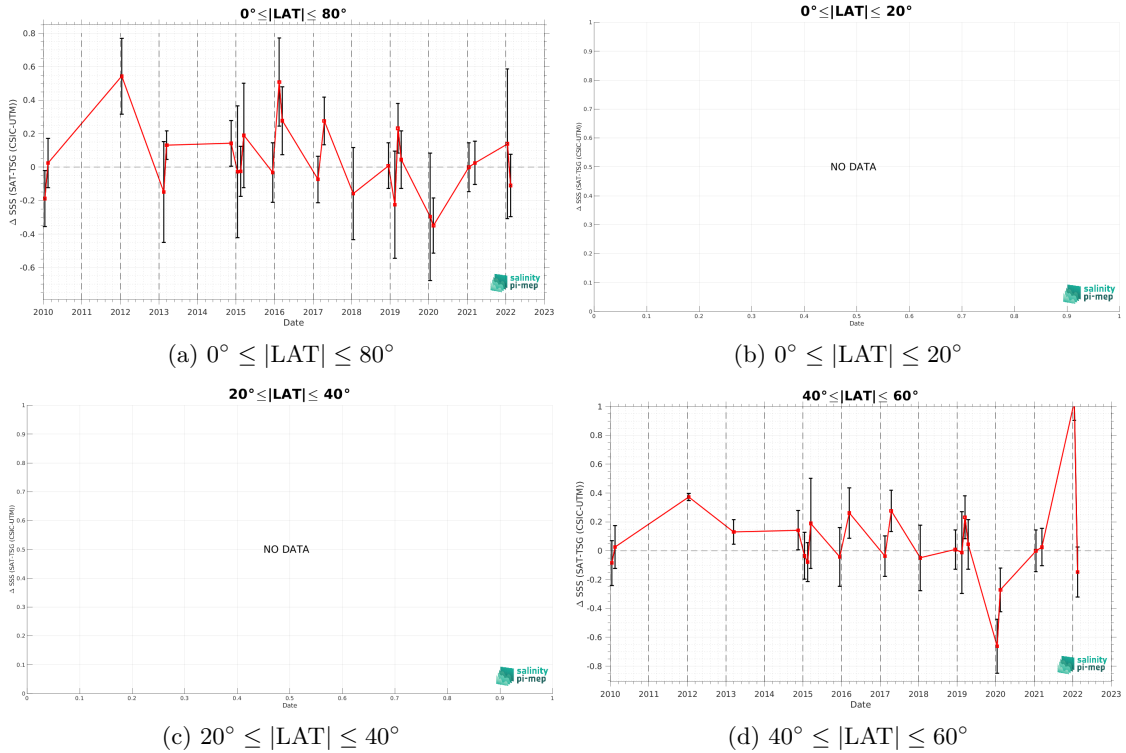 0°≤|LAT|≤ 80°
0.8
0.6
0.4
0.2
0
-0.2
-0.4
-0.6
Δ SSS (SAT-TSG (CSIC-UTM))
salinity
pi-mep
2010 2011 2012 2013 2014 2015 2016 2017 2018 2019 2020 2021 2022 2023
Date
(a) 0° ≤ |LAT| ≤ 80°
0°≤|LAT|≤ 20°
1
0.9
0.8
0.7
0.6
0.5
0.4
0.3
0.2
0.1
0
Δ SSS (SAT-TSG (CSIC-UTM))
NO DATA
salinity
pi-mep
0 0.1 0.2 0.3 0.4 0.5 0.6 0.7 0.8 0.9 1
Date
(b) 0° ≤ |LAT| ≤ 20°
20°≤|LAT|≤ 40°
1
0.9
0.8
0.7
0.6
0.5
0.4
0.3
0.2
0.1
0
Δ SSS (SAT-TSG (CSIC-UTM))
NO DATA
salinity
pi-mep
0 0.1 0.2 0.3 0.4 0.5 0.6 0.7 0.8 0.9 1
Date
(c) 20° ≤ |LAT| ≤ 40°
40°≤|LAT|≤ 60°
1
0.8
0.6
0.4
0.2
0
-0.2
-0.4
-0.6
-0.8
Δ SSS (SAT-TSG (CSIC-UTM))
salinity
pi-mep
2010 2011 2012 2013 2014 2015 2016 2017 2018 2019 2020 2021 2022 2023
Date
(d) 40° ≤ |LAT| ≤ 60°